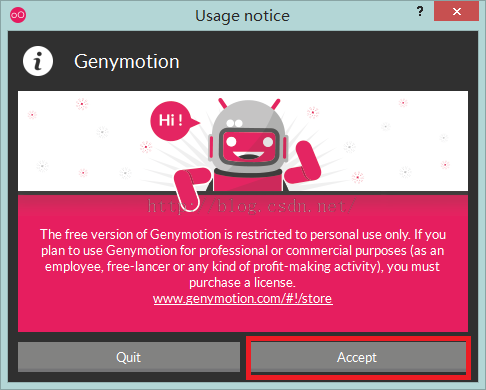 Usage notice
?
i
Genymotion
Hi !
http://blog.csdn.net/
The free version of Genymotion is restricted to personal use only. If you
plan to use Genymotion for professional or commercial purposes (as an
employee, free-lancer or any kind of profit-making activity), you must
purchase a license.
www.genymotion.com/#!/store
Quit
Accept